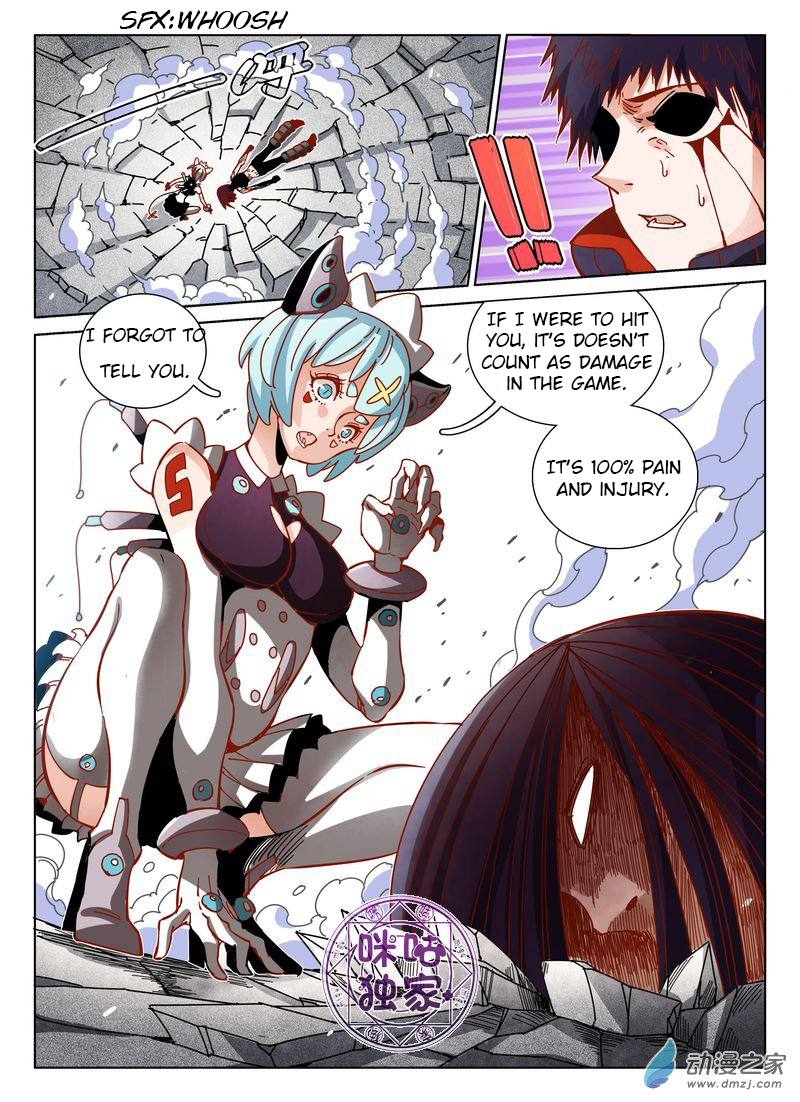 SFX:WHOOSH
呼
!!
I FORGOT TO
TELL YOU.
IF I WERE TO HIT
YOU, IT'S DOESN'T
COUNT AS DAMAGE
IN THE GAME.
IT'S 100% PAIN
AND INJURY.
S
咪咕
独家
动漫之家
www.dmzj.com